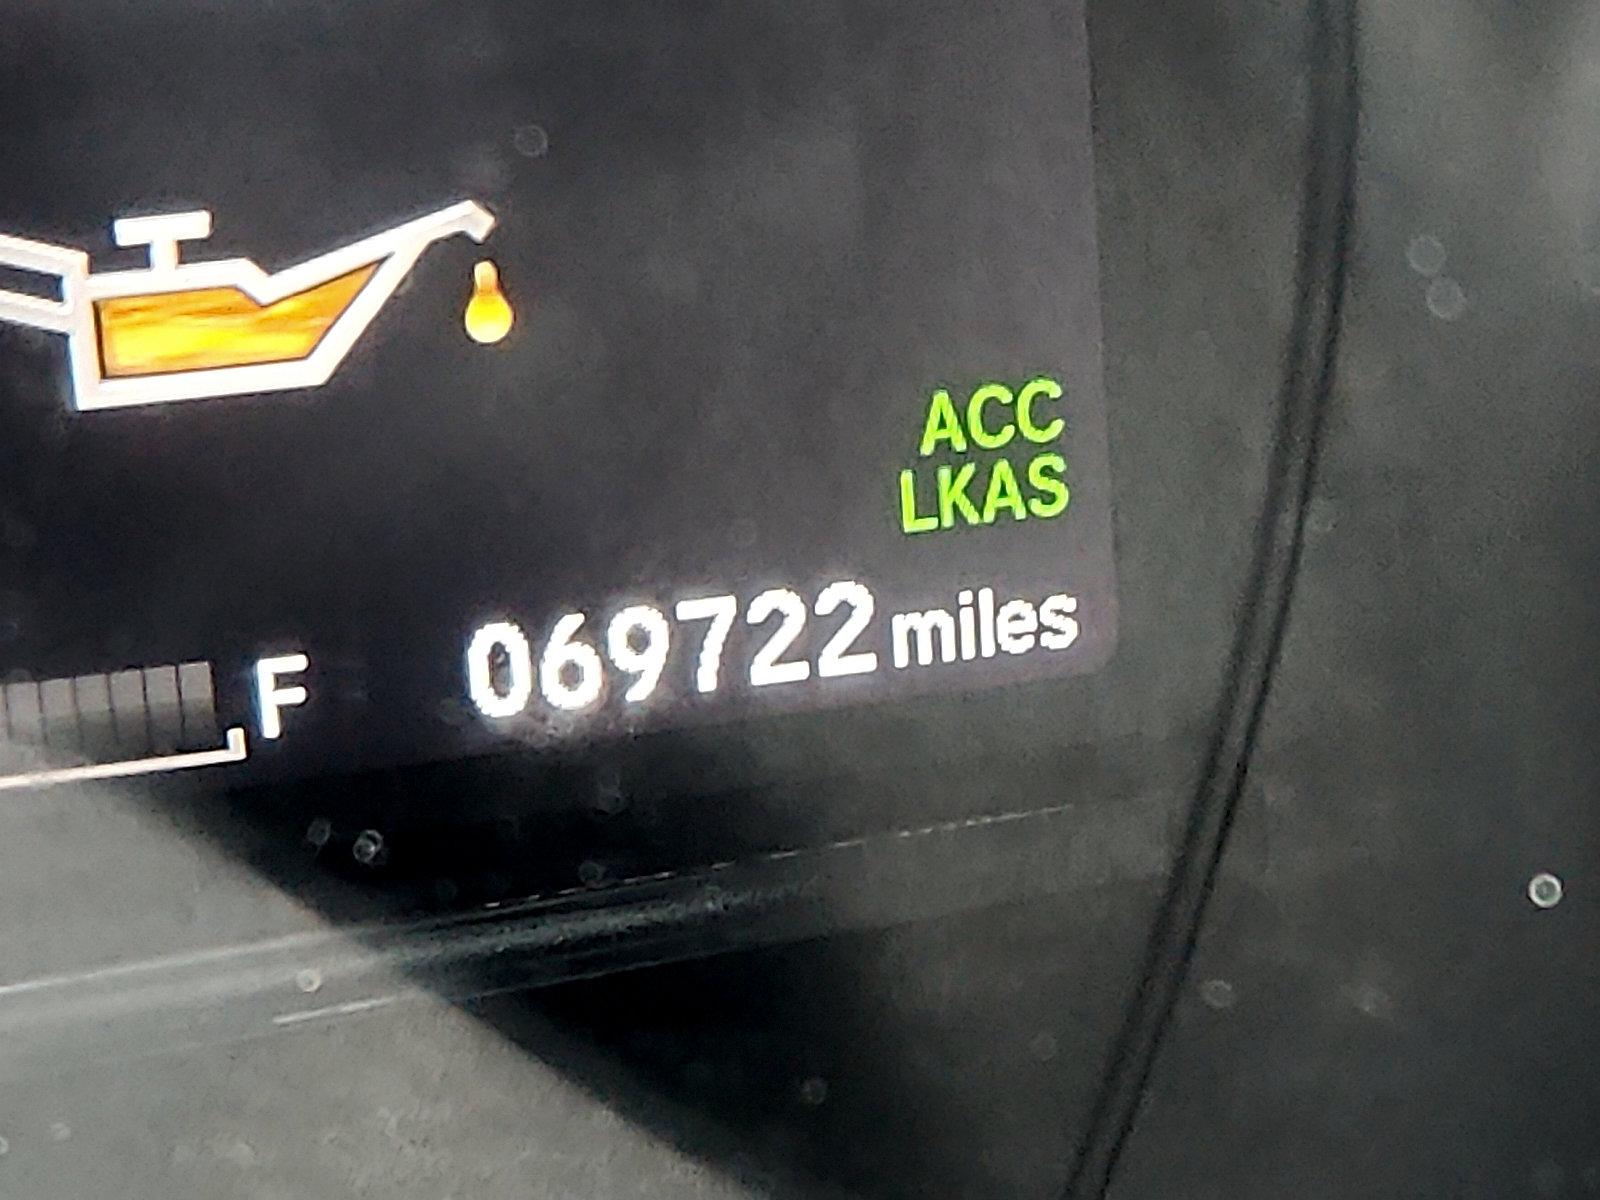 ACC
LKAS
069722 miles
F